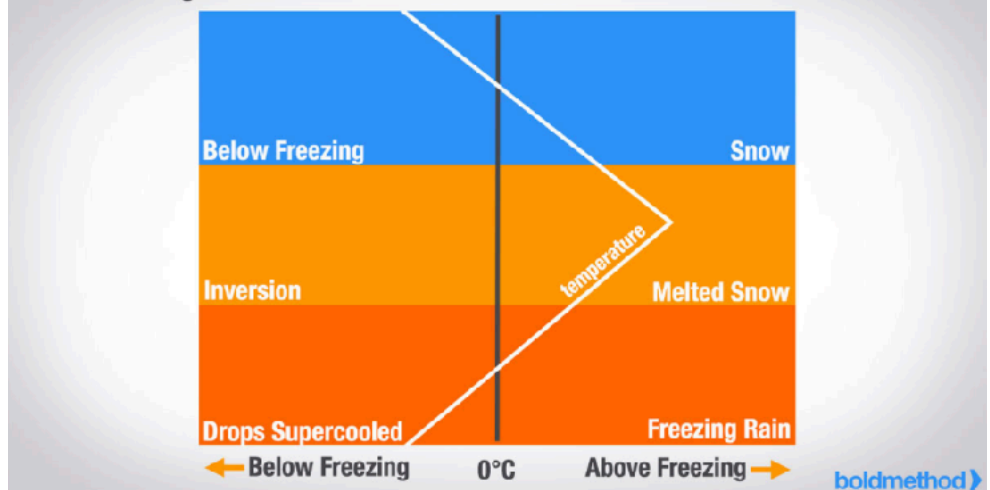 Below Freezing
Snow
temperature
Inversion
Melted Snow
Drops Supercooled
Freezing Rain
Below Freezing
0°C
Above Freezing
boldmethod